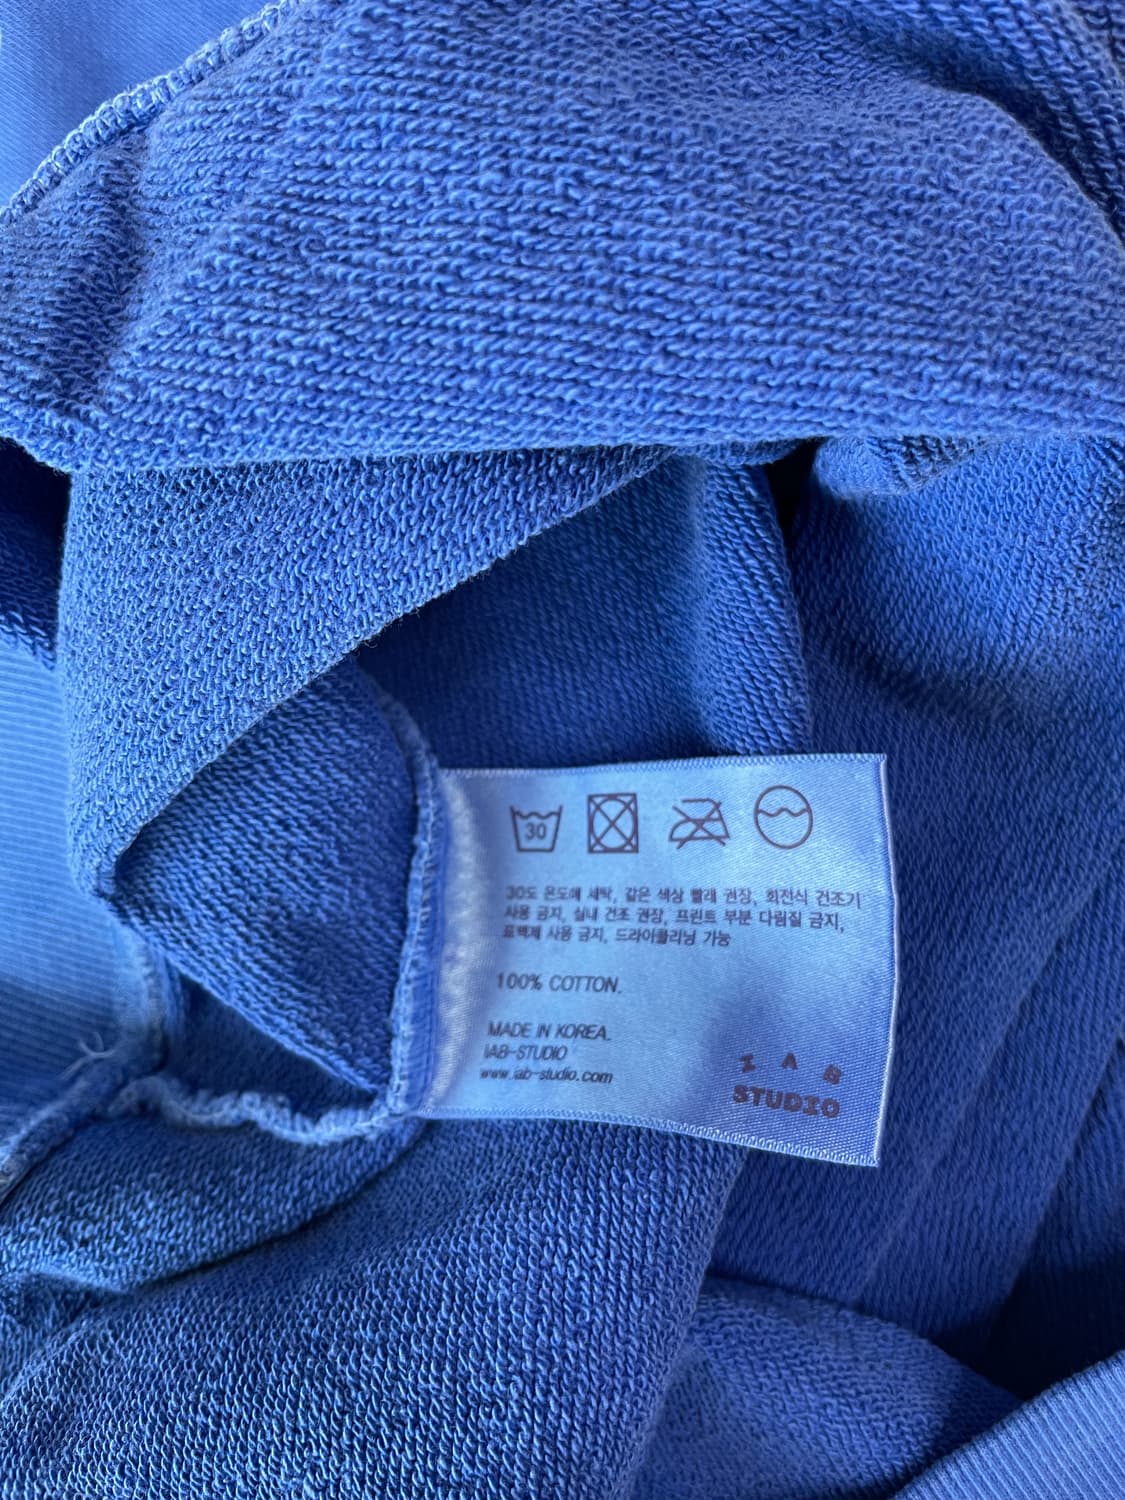 30
30도 온도에 세탁, 같은 색상 빨래 권장, 회전식 건조기
사용 금지, 실내 건조 권장, 프린트 부분 다림질 금지,
표백제 사용 금지, 드라이클리닝 가능
100% COTTON.
MADE IN KOREA.
IAB-STUDIO
www.iab-studio.com
I A B
STUDIO